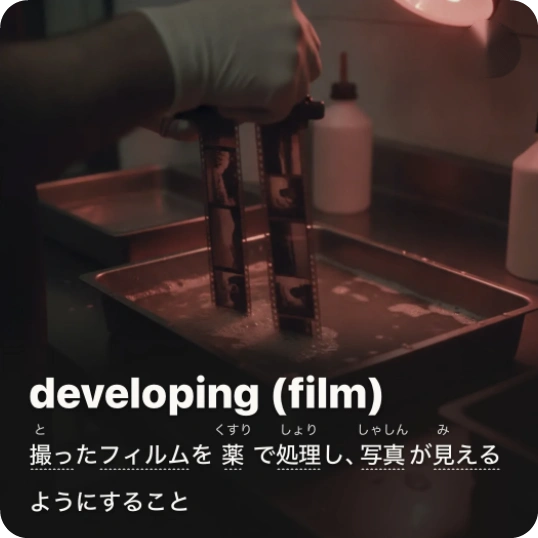 developing (film)
撮ったフィルムを薬で処理し、写真が見える
ようにすること